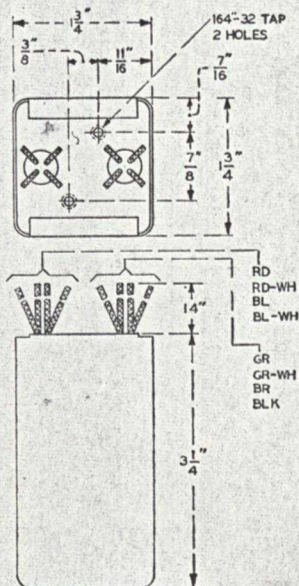 1 3/4"
164"-32 TAP
2 HOLES
3/8"
11/16"
7/16"
7/8"
1 3/4"
RD
RD-WH
BL
BL-WH
14"
GR
GR-WH
BR
BLK
3 1/4"